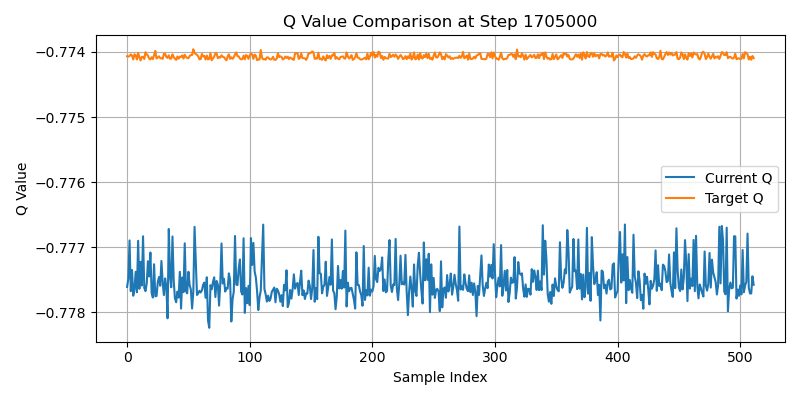 Q Value Comparison at Step 1705000
−0.774
−0.775
−0.776
−0.777
−0.778
Q Value
Current Q
Target Q
0 100 200 300 400 500
Sample Index